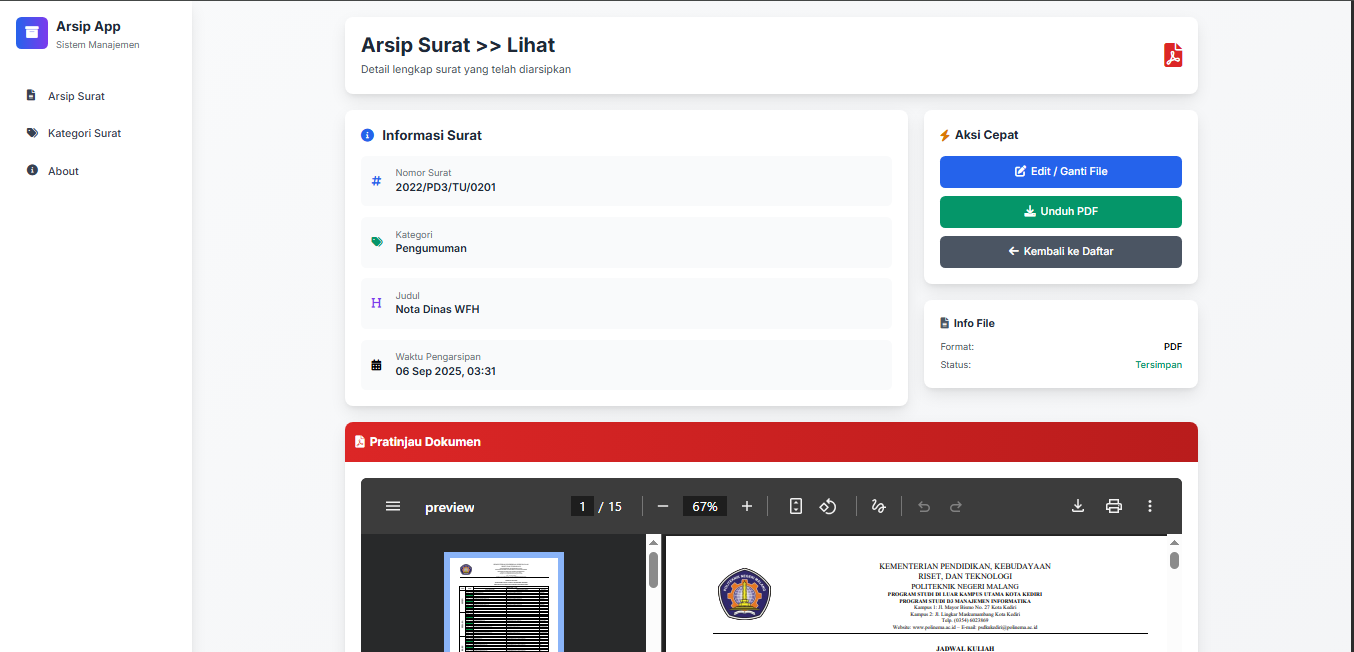 Arsip App
Sistem Manajemen
Arsip Surat
Kategori Surat
About
Arsip Surat >> Lihat
Detail lengkap surat yang telah diarsipkan
Informasi Surat
Nomor Surat
2022/PD3/TU/0201
Kategori
Pengumuman
Judul
Nota Dinas WFH
Waktu Pengarsipan
06 Sep 2025, 03:31
Aksi Cepat
Edit / Ganti File
Unduh PDF
Kembali ke Daftar
Info File
Format: PDF
Status: Tersimpan
Pratinjau Dokumen
preview 1 / 15 67%
KEMENTERIAN PENDIDIKAN, KEBUDAYAAN
RISET, DAN TEKNOLOGI
POLITEKNIK NEGERI MALANG
PROGRAM STUDI DI LUAR KAMPUS UTAMA KOTA KEDIRI
PROGRAM STUDI D3 MANAJEMEN INFORMATIKA
Kampus 1: Jl. Mayor Bismo No. 27 Kota Kediri
Kampus 2: Jl. Lingkar Maskumambang Kota Kediri
Telp. (0354) 6023869
Website: www.polinema.ac.id – E-mail:
JADWAL KULIAH